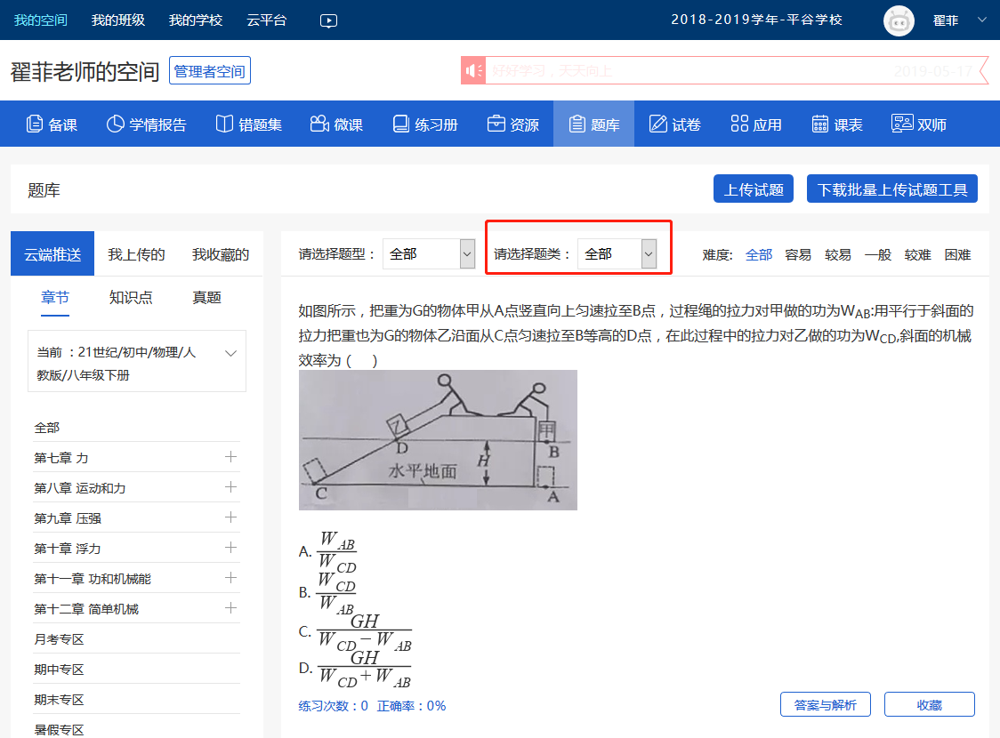 我的空间 我的班级 我的学校 云平台 2018-2019学年-平谷学校 翟菲
翟菲老师的空间 管理者空间 好好学习，天天向上 2019-05-17
备课 学情报告 错题集 微课 练习册 资源 题库 试卷 应用 课表 双师
题库 上传试题 下载批量上传试题工具
云端推送 我上传的 我收藏的
章节 知识点 真题
当前 ：21世纪/初中/物理/人
教版/八年级下册
全部
第七章 力
第八章 运动和力
第九章 压强
第十章 浮力
第十一章 功和机械能
第十二章 简单机械
月考专区
期中专区
期末专区
暑假专区
请选择题型： 全部 请选择题类： 全部 难度: 全部 容易 较易 一般 较难 困难
如图所示，把重为G的物体甲从A点竖直向上匀速拉至B点，过程绳的拉力对甲做的功为WAB:用平行于斜面的
拉力把重也为G的物体乙沿面从C点匀速拉至B等高的D点，在此过程中的拉力对乙做的功为WCD,斜面的机械
效率为（ ）
乙 甲
D B
水平地面 H
C A
A. W AB / W CD
B. W CD / W AB
C. GH / W CD − W AB
D. GH / W CD + W AB
练习次数：0 正确率：0% 答案与解析 收藏